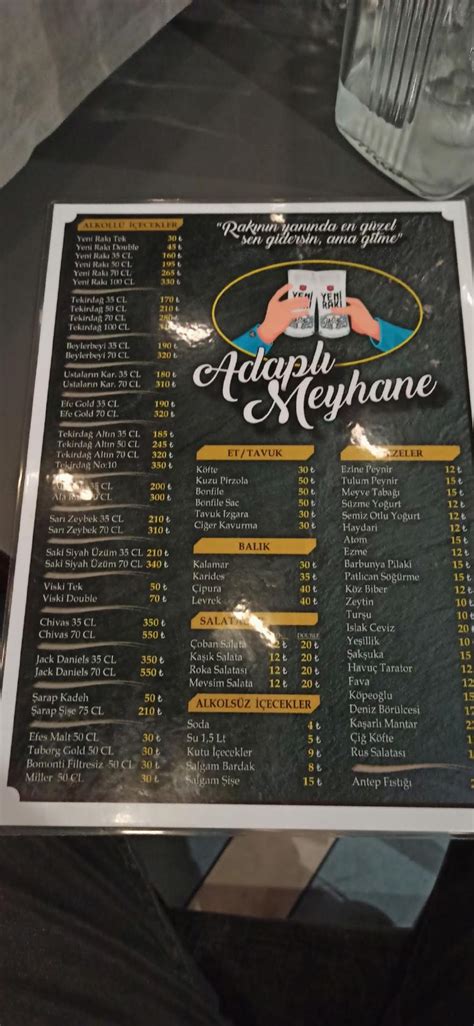 ALKOLLÜ İÇECEKLER
Yeni Rakı Tek 30 ₺
Yeni Rakı Double 45 ₺
Yeni Rakı 35 CL 160 ₺
Yeni Rakı 50 CL 195 ₺
Yeni Rakı 70 CL 265 ₺
Yeni Rakı 100 CL 330 ₺
Tekirdağ 35 CL 170 ₺
Tekirdağ 50 CL 210 ₺
Tekirdağ 70 CL
Tekirdağ 100 CL
Beylerbeyi 35 CL 190 ₺
Beylerbeyi 70 CL 320 ₺
Ustaların Kar. 35 CL 180 ₺
Ustaların Kar. 70 CL 310 ₺
Efe Gold 35 CL 190 ₺
Efe Gold 70 CL 320 ₺
Tekirdağ Altın 35 CL 185 ₺
Tekirdağ Altın 50 CL 245 ₺
Tekirdağ Altın 70 CL 320 ₺
Tekirdağ No:10 350 ₺
CL 200 ₺
CL 300 ₺
Sarı Zeybek 35 CL 210 ₺
Sarı Zeybek 70 CL 310 ₺
Saki Siyah Üzüm 35 CL 210 ₺
Saki Siyah Üzüm 70 CL 340 ₺
Viski Tek 50 ₺
Viski Double 70 ₺
Chivas 35 CL 350 ₺
Chivas 70 CL 550 ₺
Jack Daniels 35 CL 350 ₺
Jack Daniels 70 CL 550 ₺
Şarap Kadeh 50 ₺
Şarap Şişe 75 CL 210 ₺
Efes Malt 50 CL 30 ₺
Tuborg Gold 50 CL 30 ₺
Bomonti Filtresiz 50 CL 30 ₺
Miller 50 CL 30 ₺
"Rakının yanında en güzel
sen gidersin, ama gitme"
YENİ RAKI
YENİ RAKI
Adaplı
Meyhane
ET / TAVUK
Köfte 30 ₺
Kuzu Pirzola 50 ₺
Bonfile 50 ₺
Bonfile Sac 50 ₺
Tavuk Izgara 30 ₺
Ciğer Kavurma 30 ₺
BALIK
Kalamar 30 ₺
Karides 35 ₺
Çipura 40 ₺
Levrek 40 ₺
SALATA
DOUBLE
Çoban Salata 12 ₺ 20 ₺
Kaşık Salata 12 ₺ 20 ₺
Roka Salatası 12 ₺ 20 ₺
Mevsim Salata 12 ₺ 20 ₺
ALKOLSÜZ İÇECEKLER
Soda 4 ₺
Su 1,5 Lt 5 ₺
Kutu İçecekler 9 ₺
Şalgam Bardak 8 ₺
Şalgam Şişe 15 ₺
EZELER
Ezine Peynir 12 ₺
Tulum Peynir 15 ₺
Meyve Tabağı 15 ₺
Süzme Yoğurt 12 ₺
Semiz Otlu Yoğurt 12 ₺
Haydari 12 ₺
Atom 15 ₺
Ezme 12 ₺
Barbunya Pilaki 15 ₺
Patlıcan Söğürme 15 ₺
Köz Biber 12 ₺
Zeytin 10 ₺
Turşu 10 ₺
Islak Ceviz 20 ₺
Yeşillik 10
Şakşuka 15
Havuç Tarator 12
Fava 12
Köpeoğlu
Deniz Börülcesi
Kaşarlı Mantar
Çiğ Köfte
Rus Salatası
Antep Fıstığı